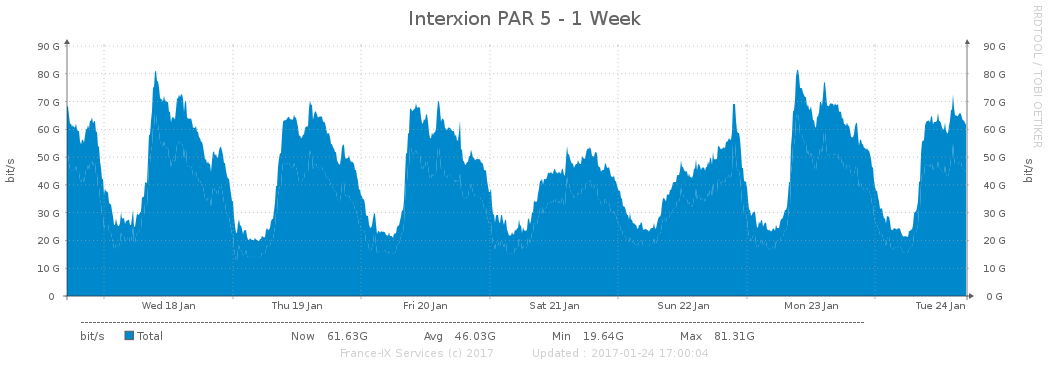 Interxion PAR 5 - 1 Week
RRDTOOL / TOBI OETIKER
bit/s
90 G 90 G
80 G 80 G
70 G 70 G
60 G 60 G
50 G 50 G
40 G 40 G
30 G 30 G
20 G 20 G
10 G 10 G
0 0 G
bit/s
Wed 18 Jan Thu 19 Jan Fri 20 Jan Sat 21 Jan Sun 22 Jan Mon 23 Jan Tue 24 Jan
bit/s Total Now 61.63G Avg 46.03G Min 19.64G Max 81.31G
France-IX Services (c) 2017 Updated : 2017-01-24 17:00:04